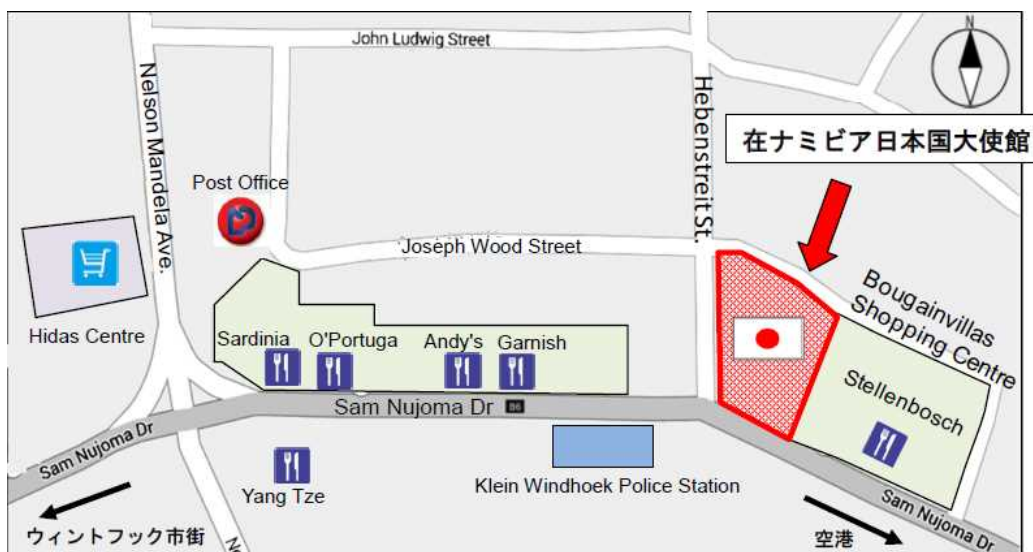 John Ludwig Street
N
Nelson Mandela Ave.
Hebenstreit St.
在ナミビア日本国大使館
Post Office
Joseph Wood Street
Hidas Centre
Bougainvillas
Shopping Centre
Sardinia
O'Portuga
Andy's
Garnish
Stellenbosch
Sam Nujoma Dr
B6
Sam Nujoma Dr
Yang Tze
Klein Windhoek Police Station
Sam Nujoma Dr
ウィントフック市街
空港